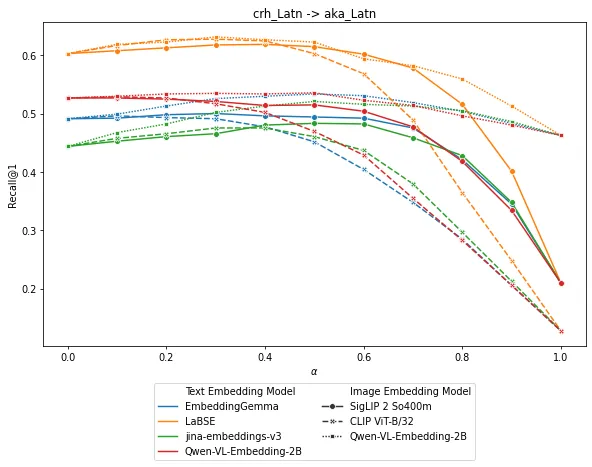 crh_Latn -> aka_Latn
0.6
0.5
0.4
0.3
0.2
Recall@1
0.0 0.2 0.4 0.6 0.8 1.0
α
Text Embedding Model Image Embedding Model
EmbeddingGemma SigLIP 2 So400m
LaBSE CLIP ViT-B/32
jina-embeddings-v3 Qwen-VL-Embedding-2B
Qwen-VL-Embedding-2B